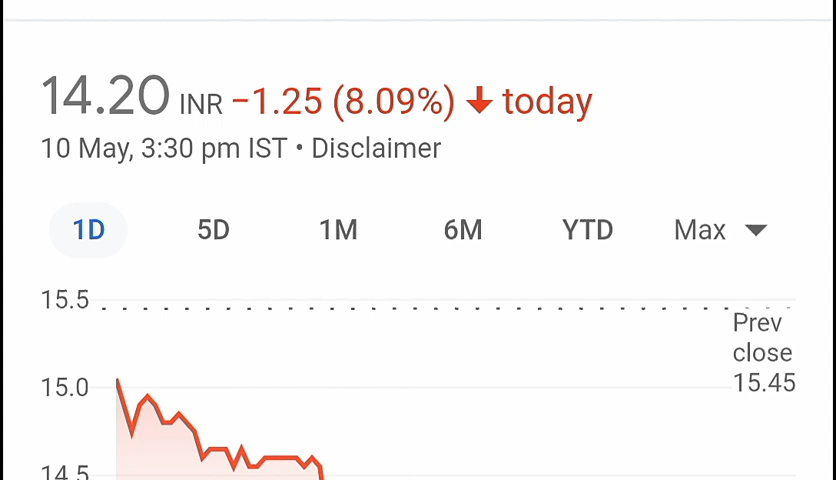 14.20 INR −1.25 (8.09%) ↓ today
10 May, 3:30 pm IST • Disclaimer
1D 5D 1M 6M YTD Max
15.5
Prev
close
15.45
15.0
14.5